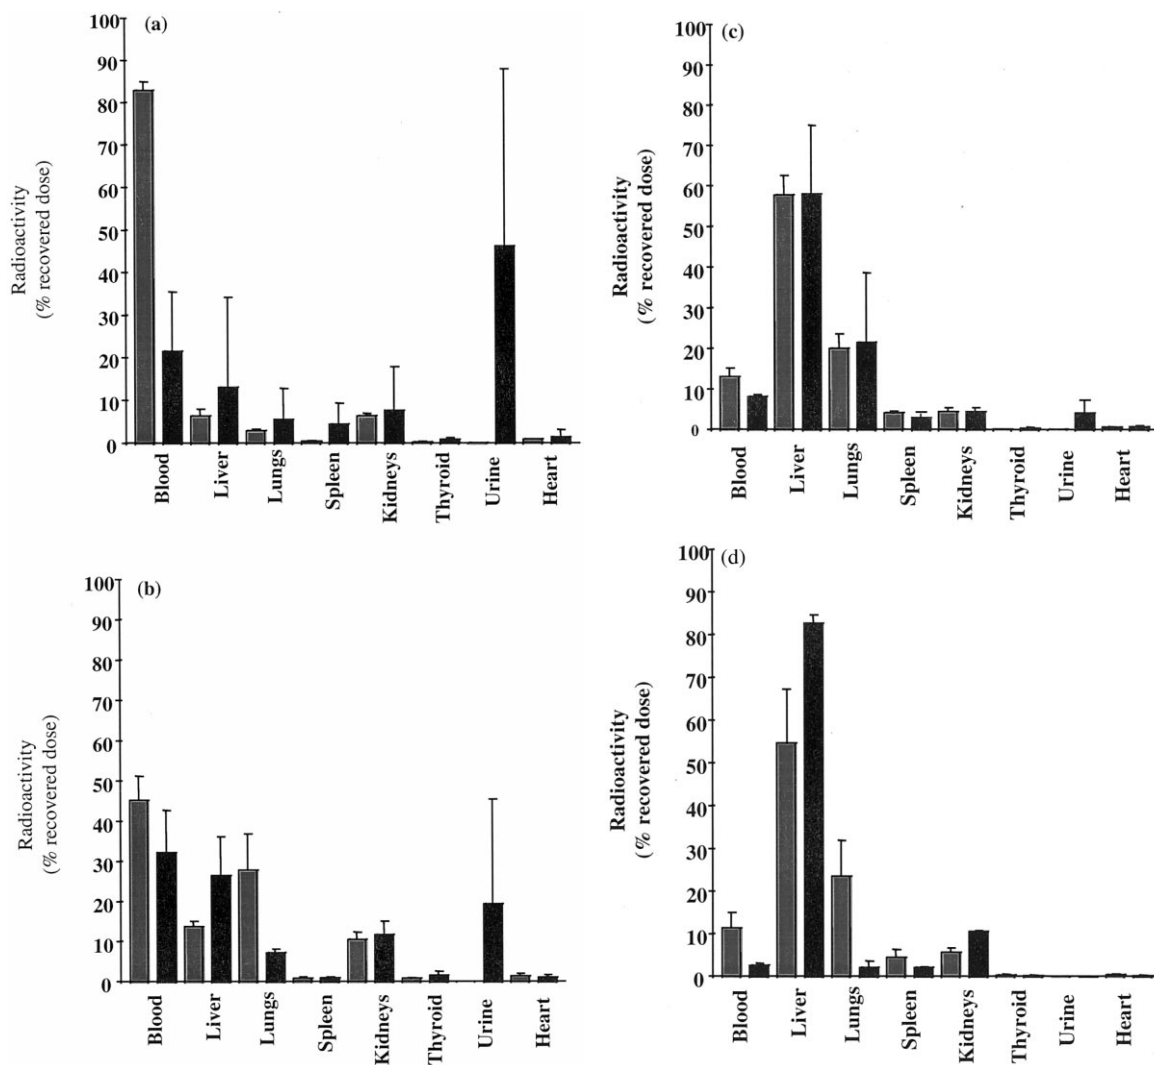 (a)
100
90
80
70
60
50
40
30
20
10
0
Radioactivity
(% recovered dose)
Blood
Liver
Lungs
Spleen
Kidneys
Thyroid
Urine
Heart
(c)
100
90
80
70
60
50
40
30
20
10
0
Radioactivity
(% recovered dose)
Blood
Liver
Lungs
Spleen
Kidneys
Thyroid
Urine
Heart
(b)
100
90
80
70
60
50
40
30
20
10
0
Radioactivity
(% recovered dose)
Blood
Liver
Lungs
Spleen
Kidneys
Thyroid
Urine
Heart
(d)
100
90
80
70
60
50
40
30
20
10
0
Radioactivity
(% recovered dose)
Blood
Liver
Lungs
Spleen
Kidneys
Thyroid
Urine
Heart